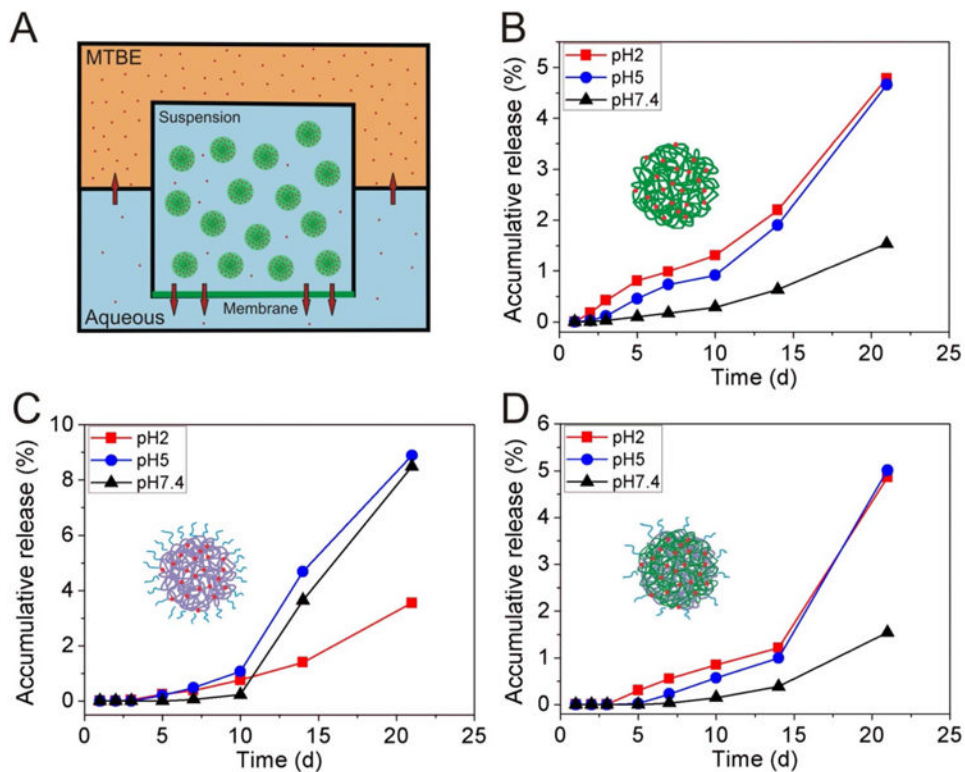 A
MTBE
Suspension
Membrane
Aqueous
B
pH2
pH5
pH7.4
Accumulative release (%)
5
4
3
2
1
0
0 5 10 15 20 25
Time (d)
C
pH2
pH5
pH7.4
Accumulative release (%)
10
8
6
4
2
0
0 5 10 15 20 25
Time (d)
D
pH2
pH5
pH7.4
Accumulative release (%)
6
5
4
3
2
1
0
0 5 10 15 20 25
Time (d)